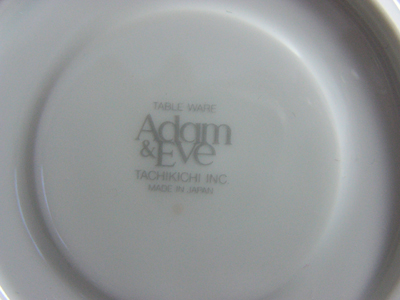 TABLE WARE
Adam
&Eve
TACHIKICHI INC
MADE IN JAPAN